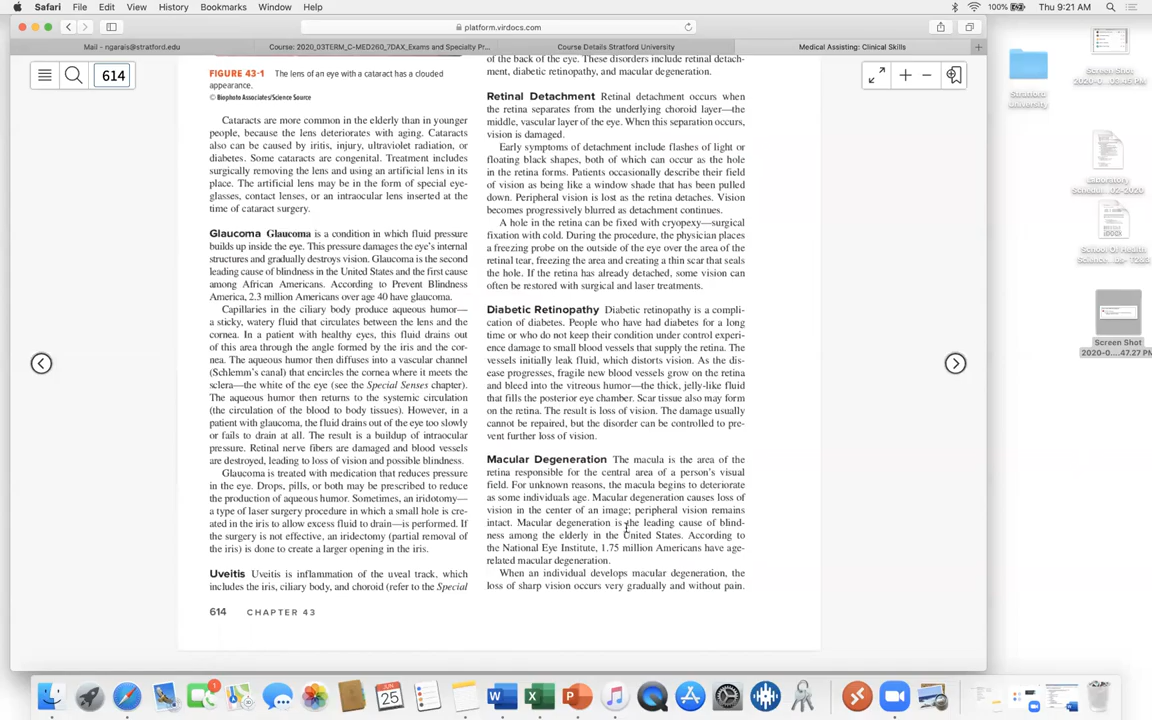 Safari File Edit View History Bookmarks Window Help
100% Thu 9:21 AM
platform.virdocs.com
Mail - ngarais@stratford.edu
Course: 2020_03TERM_C-MED260_7DAX_Exams and Specialty Pr...
Course Details Stratford University
Medical Assisting: Clinical Skills
614
FIGURE 43-1 The lens of an eye with a cataract has a clouded
appearance.
© Biophoto Associates/Science Source
Cataracts are more common in the elderly than in younger
people, because the lens deteriorates with aging. Cataracts
also can be caused by iritis, injury, ultraviolet radiation, or
diabetes. Some cataracts are congenital. Treatment includes
surgically removing the lens and using an artificial lens in its
place. The artificial lens may be in the form of special eye-
glasses, contact lenses, or an intraocular lens inserted at the
time of cataract surgery.
Glaucoma Glaucoma is a condition in which fluid pressure
builds up inside the eye. This pressure damages the eye's internal
structures and gradually destroys vision. Glaucoma is the second
leading cause of blindness in the United States and the first cause
among African Americans. According to Prevent Blindness
America, 2.3 million Americans over age 40 have glaucoma.
Capillaries in the ciliary body produce aqueous humor—
a sticky, watery fluid that circulates between the lens and the
cornea. In a patient with healthy eyes, this fluid drains out
of this area through the angle formed by the iris and the cor-
nea. The aqueous humor then diffuses into a vascular channel
(Schlemm's canal) that encircles the cornea where it meets the
sclera—the white of the eye (see the Special Senses chapter).
The aqueous humor then returns to the systemic circulation
(the circulation of the blood to body tissues). However, in a
patient with glaucoma, the fluid drains out of the eye too slowly
or fails to drain at all. The result is a buildup of intraocular
pressure. Retinal nerve fibers are damaged and blood vessels
are destroyed, leading to loss of vision and possible blindness.
Glaucoma is treated with medication that reduces pressure
in the eye. Drops, pills, or both may be prescribed to reduce
the production of aqueous humor. Sometimes, an iridotomy—
a type of laser surgery procedure in which a small hole is cre-
ated in the iris to allow excess fluid to drain—is performed. If
the surgery is not effective, an iridectomy (partial removal of
the iris) is done to create a larger opening in the iris.
Uveitis Uveitis is inflammation of the uveal track, which
includes the iris, ciliary body, and choroid (refer to the Special
614 CHAPTER 43
of the back of the eye. These disorders include retinal detach-
ment, diabetic retinopathy, and macular degeneration.
Retinal Detachment Retinal detachment occurs when
the retina separates from the underlying choroid layer—the
middle, vascular layer of the eye. When this separation occurs,
vision is damaged.
Early symptoms of detachment include flashes of light or
floating black shapes, both of which can occur as the hole
in the retina forms. Patients occasionally describe their field
of vision as being like a window shade that has been pulled
down. Peripheral vision is lost as the retina detaches. Vision
becomes progressively blurred as detachment continues.
A hole in the retina can be fixed with cryopexy—surgical
fixation with cold. During the procedure, the physician places
a freezing probe on the outside of the eye over the area of the
retinal tear, freezing the area and creating a thin scar that seals
the hole. If the retina has already detached, some vision can
often be restored with surgical and laser treatments.
Diabetic Retinopathy Diabetic retinopathy is a compli-
cation of diabetes. People who have had diabetes for a long
time or who do not keep their condition under control experi-
ence damage to small blood vessels that supply the retina. The
vessels initially leak fluid, which distorts vision. As the dis-
ease progresses, fragile new blood vessels grow on the retina
and bleed into the vitreous humor—the thick, jelly-like fluid
that fills the posterior eye chamber. Scar tissue also may form
on the retina. The result is loss of vision. The damage usually
cannot be repaired, but the disorder can be controlled to pre-
vent further loss of vision.
Macular Degeneration The macula is the area of the
retina responsible for the central area of a person's visual
field. For unknown reasons, the macula begins to deteriorate
as some individuals age. Macular degeneration causes loss of
vision in the center of an image; peripheral vision remains
intact. Macular degeneration is the leading cause of blind-
ness among the elderly in the United States. According to
the National Eye Institute, 1.75 million Americans have age-
related macular degeneration.
When an individual develops macular degeneration, the
loss of sharp vision occurs very gradually and without pain.
Screen Shot
Stratford
university
School Of Health
Screen Shot
2020-0....47.27 PM
1
JUN
25